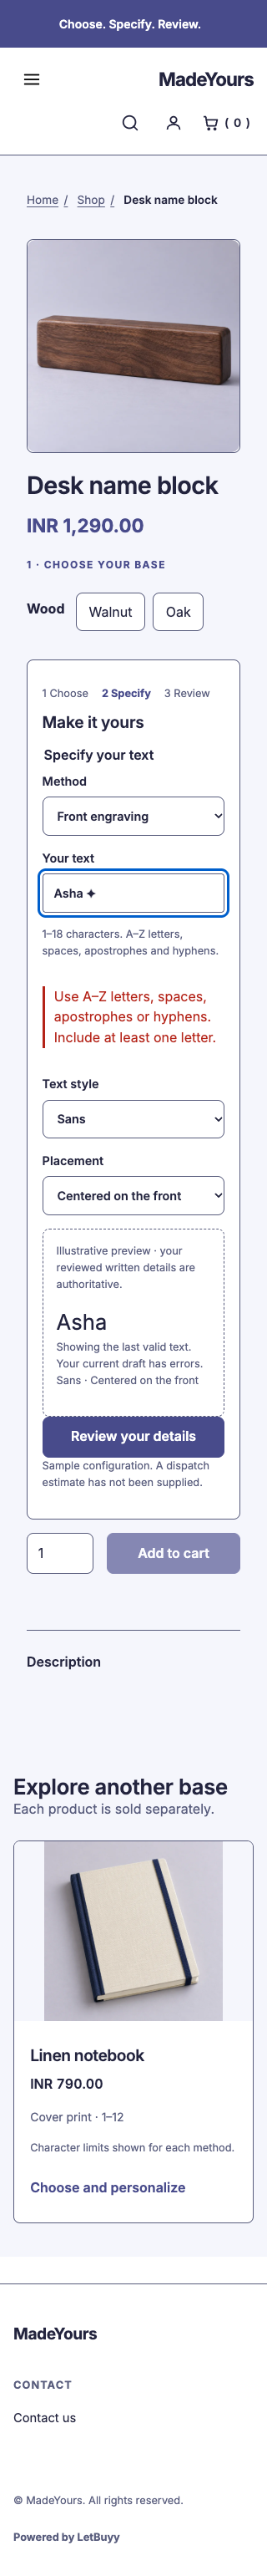 Choose. Specify. Review.
MadeYours
( 0 )
Home / Shop / Desk name block
Desk name block
INR 1,290.00
1 · CHOOSE YOUR BASE
Wood Walnut Oak
1 Choose 2 Specify 3 Review
Make it yours
Specify your text
Method
Front engraving
Your text
Asha ✦
1–18 characters. A–Z letters,
spaces, apostrophes and hyphens.
Use A–Z letters, spaces,
apostrophes or hyphens.
Include at least one letter.
Text style
Sans
Placement
Centered on the front
Illustrative preview · your
reviewed written details are
authoritative.
Asha
Showing the last valid text.
Your current draft has errors.
Sans · Centered on the front
Review your details
Sample configuration. A dispatch
estimate has not been supplied.
1 Add to cart
Description
Explore another base
Each product is sold separately.
Linen notebook
INR 790.00
Cover print · 1–12
Character limits shown for each method.
Choose and personalize
MadeYours
CONTACT
Contact us
© MadeYours. All rights reserved.
Powered by LetBuyy